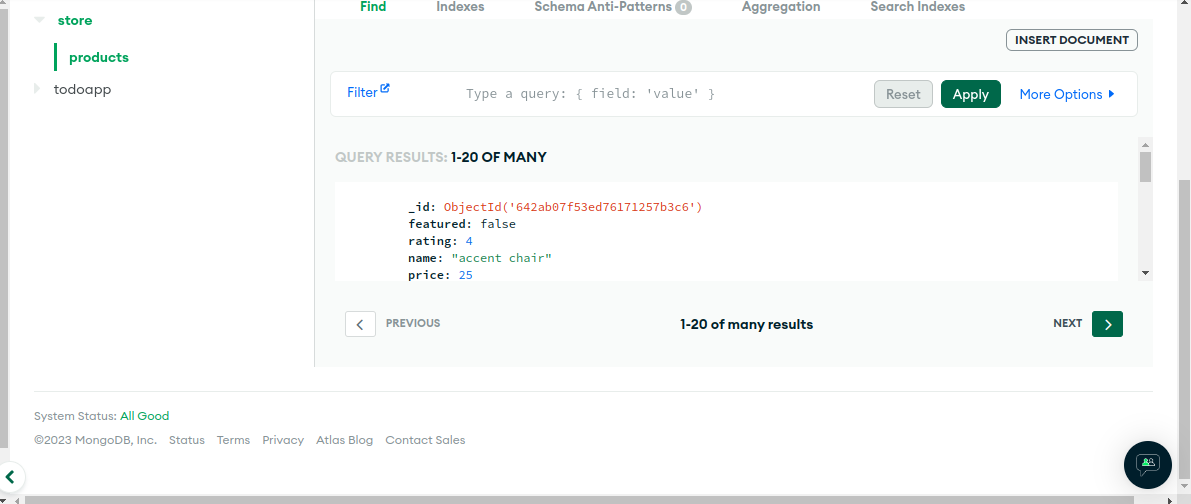 store
products
todoapp
Find Indexes Schema Anti-Patterns 0 Aggregation Search Indexes
INSERT DOCUMENT
Filter Type a query: { field: 'value' } Reset Apply More Options
QUERY RESULTS: 1-20 OF MANY
_id: ObjectId('642ab07f53ed76171257b3c6')
featured: false
rating: 4
name: "accent chair"
price: 25
PREVIOUS 1-20 of many results NEXT
System Status: All Good
©2023 MongoDB, Inc. Status Terms Privacy Atlas Blog Contact Sales